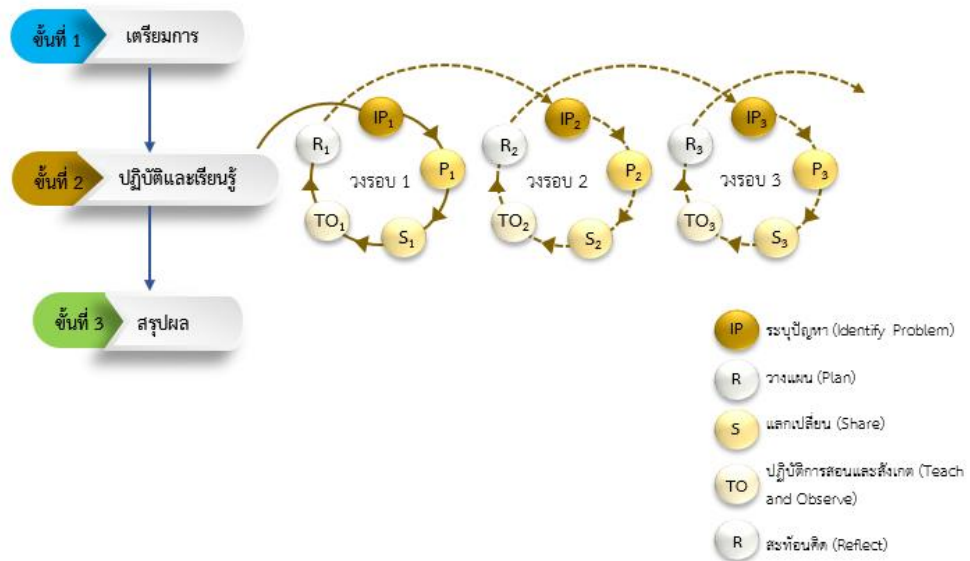 ขั้นที่ 1 เตรียมการ
ขั้นที่ 2 ปฏิบัติและเรียนรู้
ขั้นที่ 3 สรุปผล
IP₁
P₁
S₁
TO₁
R₁
วงรอบ 1
IP₂
P₂
S₂
TO₂
R₂
วงรอบ 2
IP₃
P₃
S₃
TO₃
R₃
วงรอบ 3
IP ระบุปัญหา (Identify Problem)
R วางแผน (Plan)
S แลกเปลี่ยน (Share)
TO ปฏิบัติการสอนและสังเกต (Teach
and Observe)
R สะท้อนคิด (Reflect)